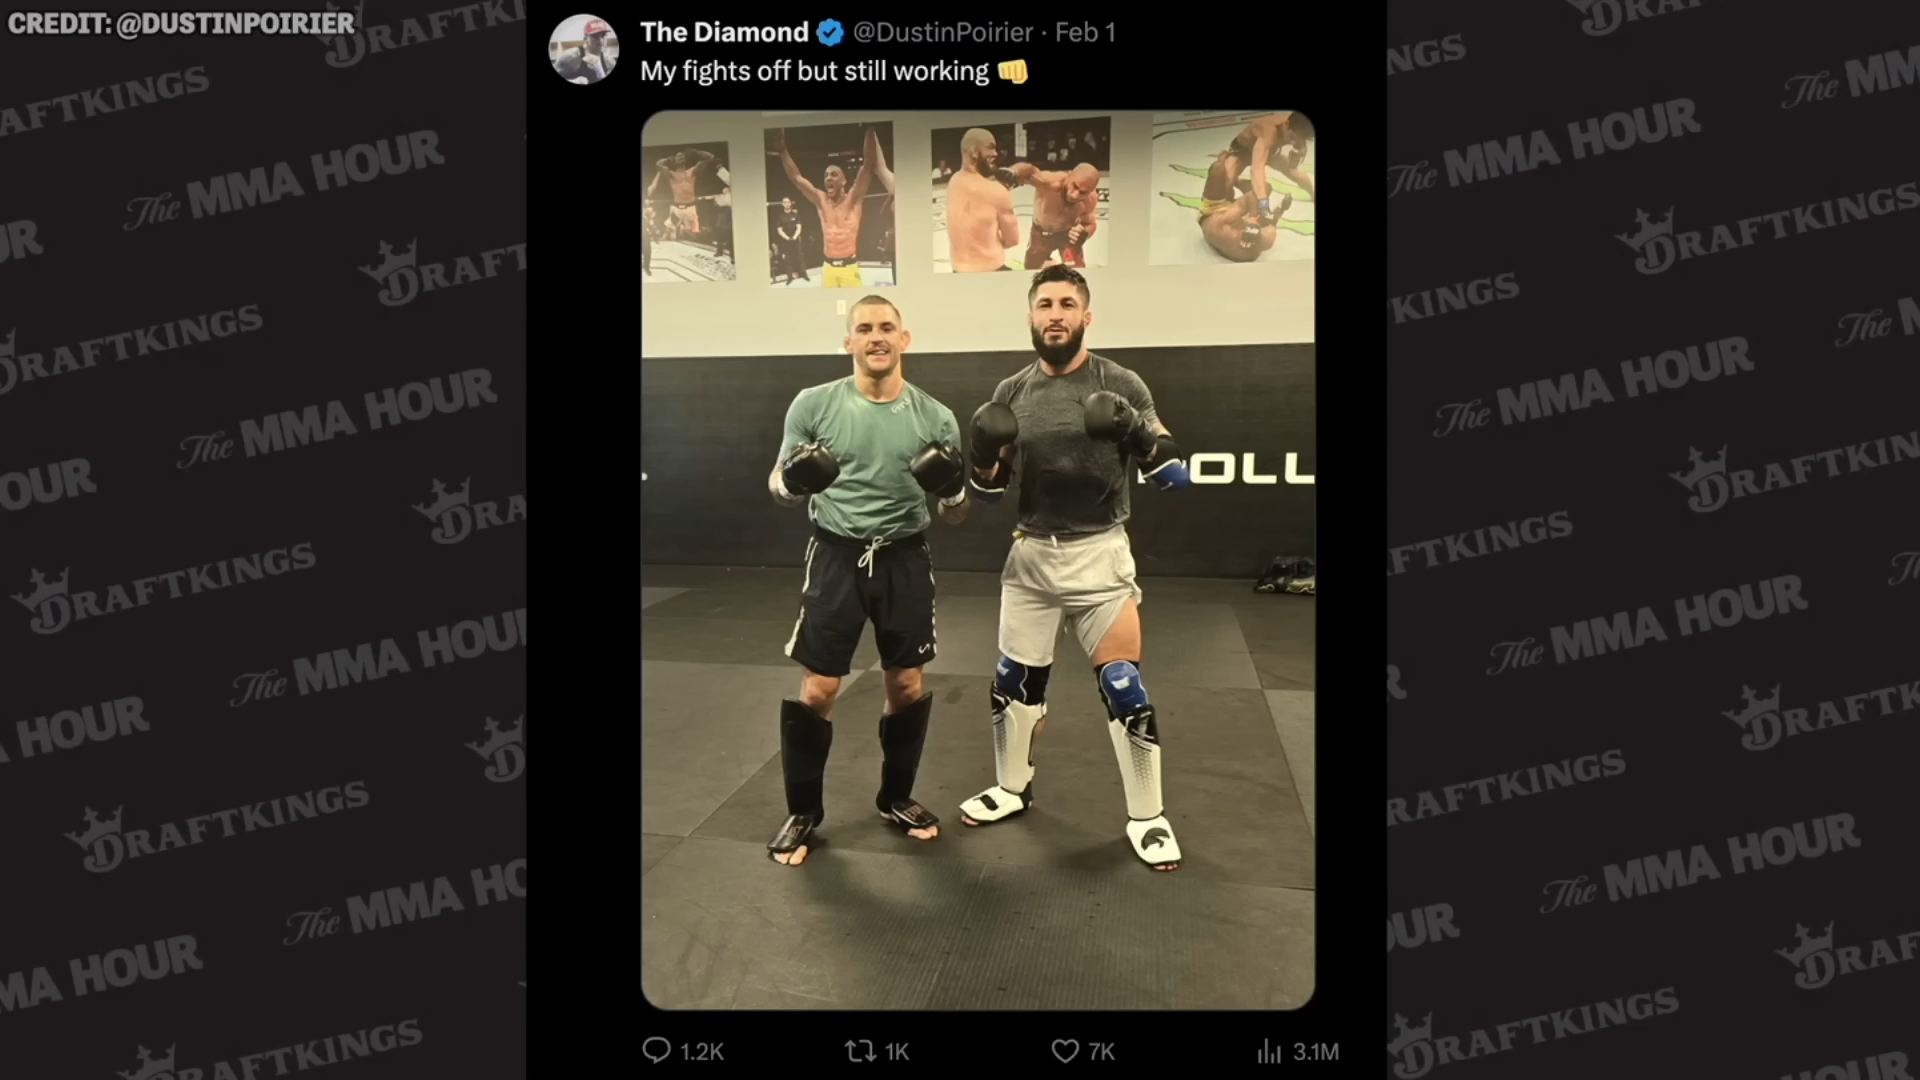 CREDIT: @DUSTINPOIRIER
The Diamond @DustinPoirier · Feb 1
My fights off but still working 👊
OLL
1.2K 1K 7K 3.1M
The MMA HOUR
DRAFTKINGS